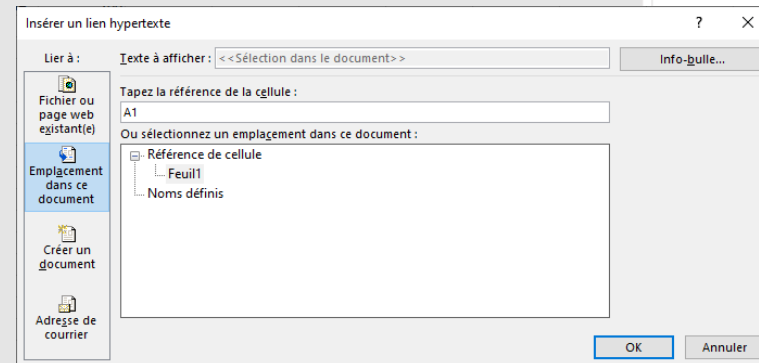 Insérer un lien hypertexte
? ×
Lier à :
Texte à afficher : <<Sélection dans le document>>
Info-bulle...
Fichier ou
page web
existant(e)
Emplacement
dans ce
document
Créer un
document
Adresse de
courrier
Tapez la référence de la cellule :
A1
Ou sélectionnez un emplacement dans ce document :
Référence de cellule
Feuil1
Noms définis
OK
Annuler